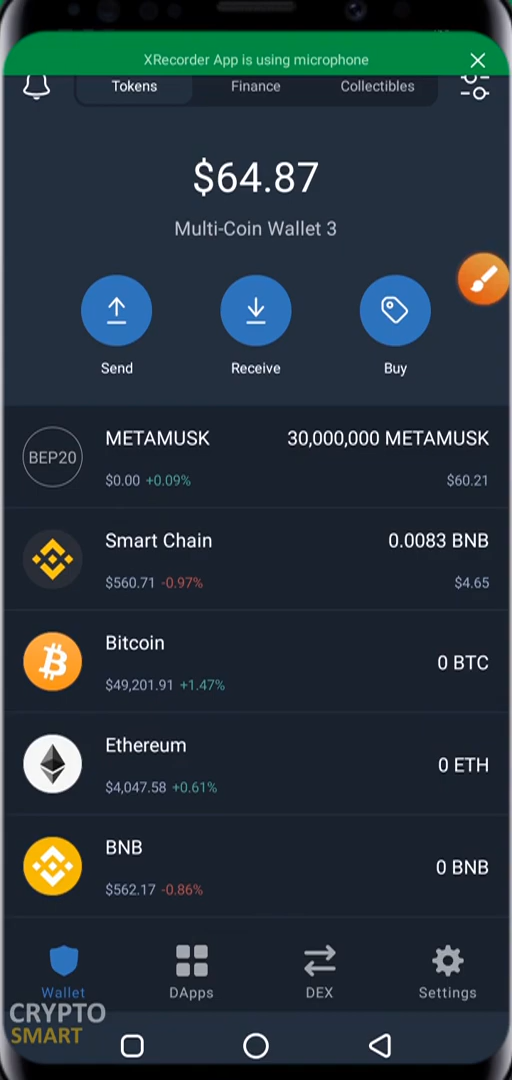 XRecorder App is using microphone
Tokens
Finance
Collectibles
$64.87
Multi-Coin Wallet 3
Send
Receive
Buy
BEP20
METAMUSK
30,000,000 METAMUSK
$0.00 +0.09%
$60.21
Smart Chain
0.0083 BNB
$560.71 -0.97%
$4.65
Bitcoin
0 BTC
$49,201.91 +1.47%
Ethereum
0 ETH
$4,047.58 +0.61%
BNB
0 BNB
$562.17 -0.86%
Wallet
DApps
DEX
Settings
CRYPTO
SMART